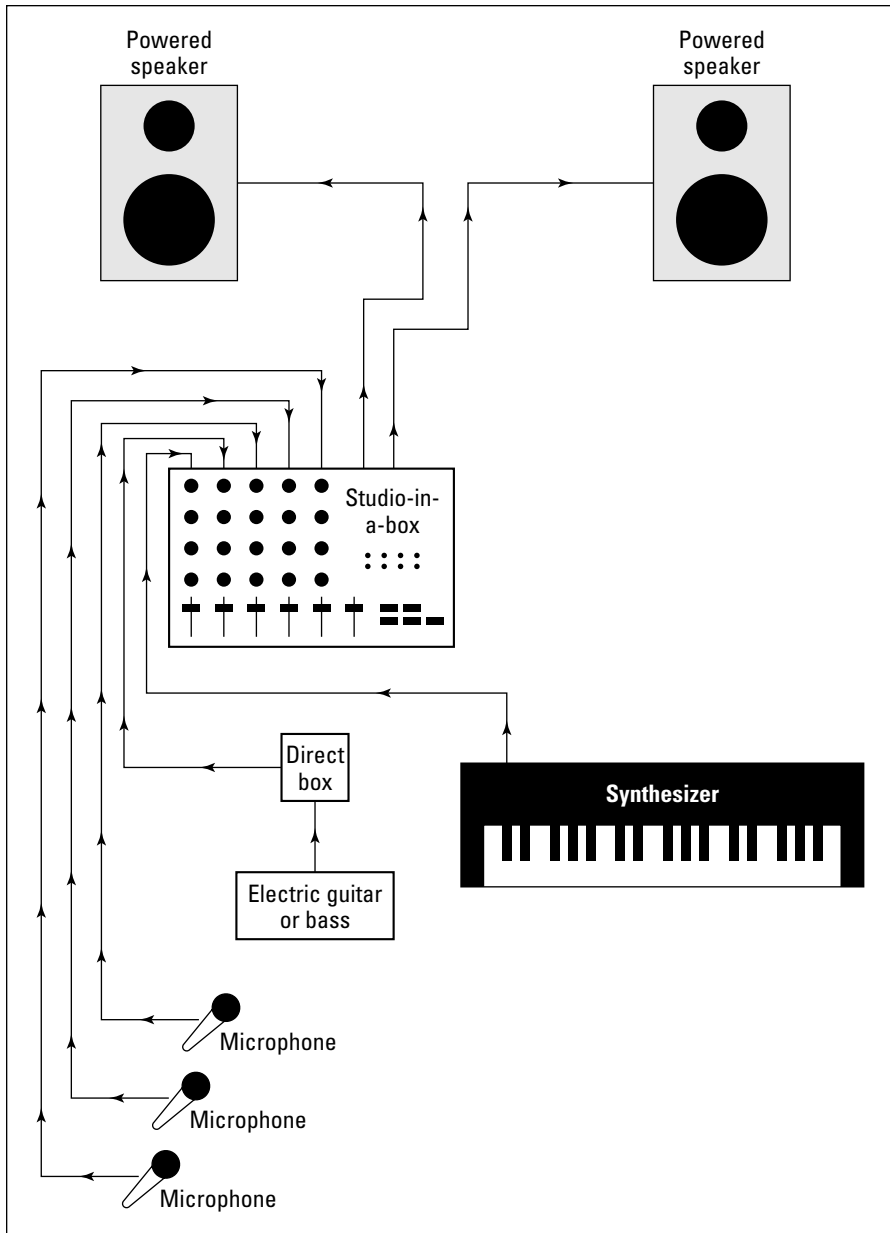 Powered
speaker
Powered
speaker
Studio-in-
a-box
Direct
box
Synthesizer
Electric guitar
or bass
Microphone
Microphone
Microphone